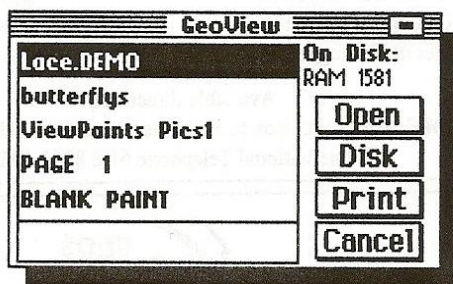 GeoView
Lace.DEMO
butterflys
ViewPaints Pics1
PAGE 1
BLANK PAINT
On Disk:
RAM 1581
Open
Disk
Print
Cancel